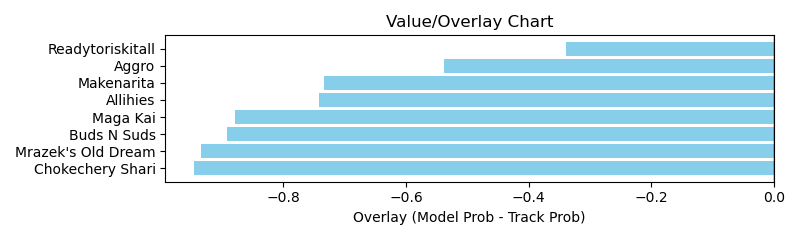 Value/Overlay Chart
Readytoriskitall
Aggro
Makenarita
Allihies
Maga Kai
Buds N Suds
Mrazek's Old Dream
Chokechery Shari
−0.8 −0.6 −0.4 −0.2 0.0
Overlay (Model Prob - Track Prob)